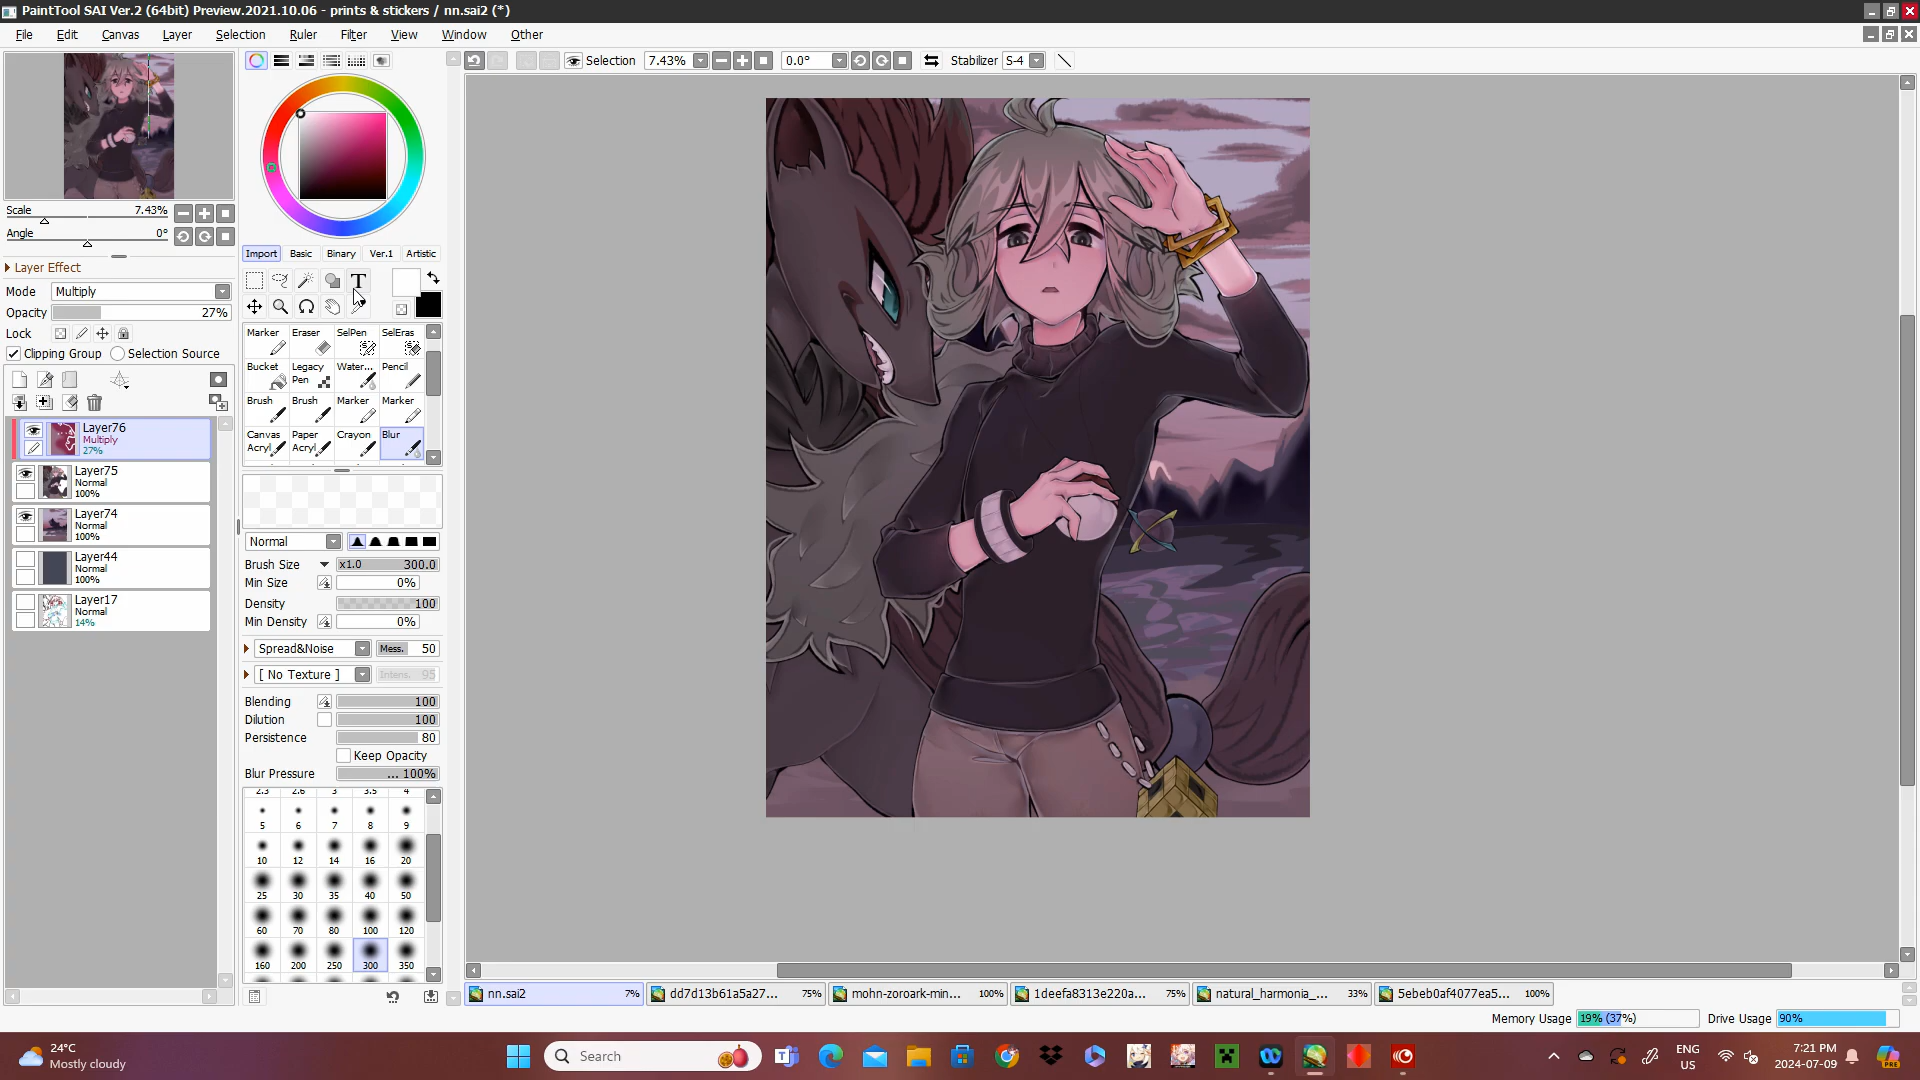 PaintTool SAI Ver.2 (64bit) Preview.2021.10.06 - prints & stickers / nn.sai2 (*)
File Edit Canvas Layer Selection Ruler Filter View Window Other
Selection 7.43% 0.0° Stabilizer S-4
Scale 7.43%
Angle 0°
Layer Effect
Mode Multiply
Opacity 27%
Lock
Clipping Group Selection Source
Layer76
Multiply
27%
Layer75
Normal
100%
Layer74
Normal
100%
Layer44
Normal
100%
Layer17
Normal
14%
Import Basic Binary Ver.1 Artistic
T
Marker Eraser SelPen SelEras
Bucket Legacy Pen Water... Pencil
Brush Brush Marker Marker
Canvas Acryl Paper Acryl Crayon Blur
Normal
Brush Size x1.0 300.0
Min Size 0%
Density 100
Min Density 0%
Spread&Noise Mess. 50
[ No Texture ] Intens. 95
Blending 100
Dilution 100
Persistence 80
Keep Opacity
Blur Pressure ... 100%
2.3 2.6 3 3.5 4
5 6 7 8 9
10 12 14 16 20
25 30 35 40 50
60 70 80 100 120
160 200 250 300 350
nn.sai2 7% dd7d13b61a5a27... 75% mohn-zoroark-min... 100% 1deefa8313e220a... 75% natural_harmonia_... 33% 5ebeb0af4077ea5... 100%
Memory Usage 19% (37%) Drive Usage 90%
24°C
Mostly cloudy
Search
ENG
US
7:21 PM
2024-07-09
PRE